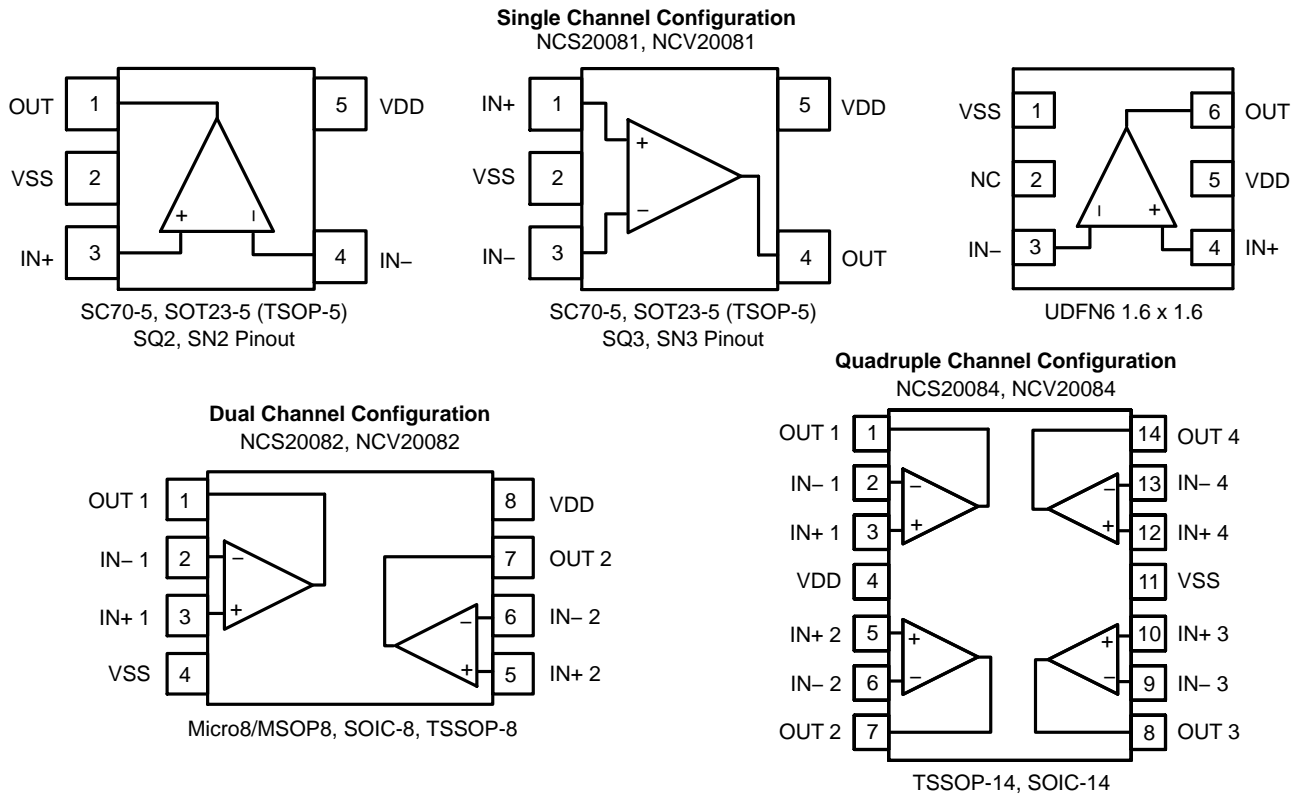 Single Channel Configuration
NCS20081, NCV20081
OUT 1 5 VDD
VSS 2
+ −
IN+ 3 4 IN−
SC70-5, SOT23-5 (TSOP-5)
SQ2, SN2 Pinout
IN+ 1 5 VDD
+
VSS 2
−
IN− 3 4 OUT
SC70-5, SOT23-5 (TSOP-5)
SQ3, SN3 Pinout
VSS 1 6 OUT
NC 2 5 VDD
− +
IN− 3 4 IN+
UDFN6 1.6 x 1.6
Dual Channel Configuration
NCS20082, NCV20082
OUT 1 1 8 VDD
IN− 1 2 − 7 OUT 2
IN+ 1 3 + − 6 IN− 2
VSS 4 + 5 IN+ 2
Micro8/MSOP8, SOIC-8, TSSOP-8
Quadruple Channel Configuration
NCS20084, NCV20084
OUT 1 1 14 OUT 4
IN− 1 2 − − 13 IN− 4
IN+ 1 3 + + 12 IN+ 4
VDD 4 11 VSS
IN+ 2 5 + + 10 IN+ 3
IN− 2 6 − − 9 IN− 3
OUT 2 7 8 OUT 3
TSSOP-14, SOIC-14